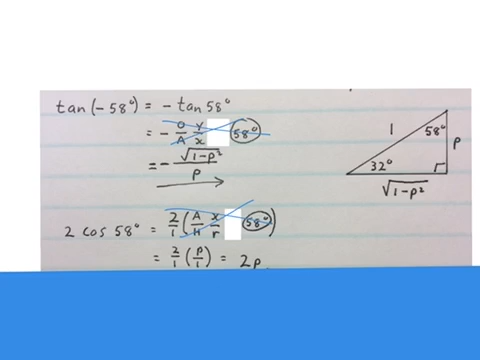 tan(-58°) = - tan 58°
= - O/A y/x 58°
= - √(1-p²)/p
1 58° p
32°
√(1-p²)
2 cos 58° = 2/1 (A/H x/r 58°)
= 2/1 (p/1) = 2p